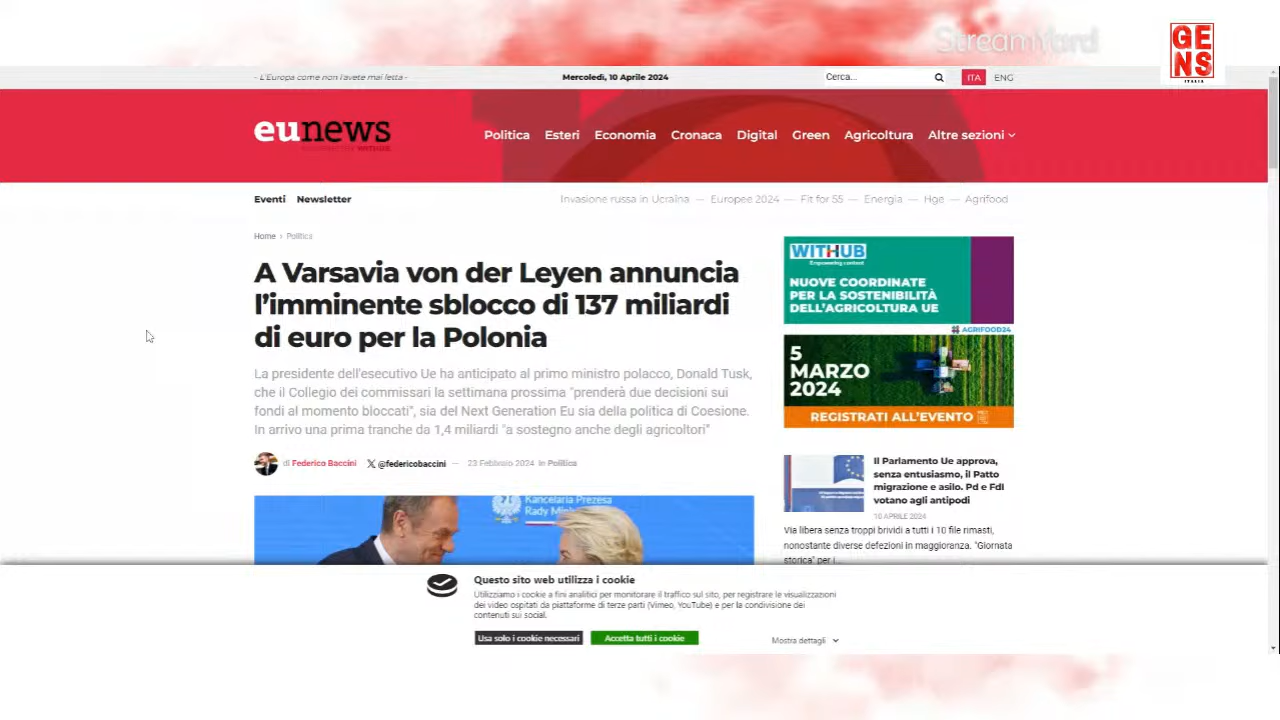 StreamYard
GE
NS
ITALIA
- L'Europa come non l'avete mai letta -
Mercoledì, 10 Aprile 2024
Cerca...
ITA
ENG
eunews
WITHUB
Politica
Esteri
Economia
Cronaca
Digital
Green
Agricoltura
Altre sezioni
Eventi
Newsletter
Invasione russa in Ucraina — Europee 2024 — Fit for 55 — Energia — Hge — Agrifood
Home > Politica
A Varsavia von der Leyen annuncia
l'imminente sblocco di 137 miliardi
di euro per la Polonia
La presidente dell'esecutivo Ue ha anticipato al primo ministro polacco, Donald Tusk,
che il Collegio dei commissari la settimana prossima "prenderà due decisioni sui
fondi al momento bloccati", sia del Next Generation Eu sia della politica di Coesione.
In arrivo una prima tranche da 1,4 miliardi "a sostegno anche degli agricoltori"
di Federico Baccini
@federicobaccini — 23 Febbraio 2024 in Politica
Kancelaria Prezesa
Rady
WITHUB
Empowering content
NUOVE COORDINATE
PER LA SOSTENIBILITÀ
DELL'AGRICOLTURA UE
# AGRIFOOD24
5
MARZO
2024
REGISTRATI ALL'EVENTO
Il Parlamento Ue approva,
senza entusiasmo, il Patto
migrazione e asilo. Pd e FdI
votano agli antipodi
10 APRILE 2024
Via libera senza troppi brividi a tutti i 10 file rimasti,
nonostante diverse defezioni in maggioranza. "Giornata
storica" per i...
Questo sito web utilizza i cookie
Utilizziamo i cookie a fini analitici per monitorare il traffico sul sito, per registrare le visualizzazioni
dei video ospitati da piattaforme di terze parti (Vimeo, YouTube) e per la condivisione dei
contenuti sui social.
Usa solo i cookie necessari
Accetta tutti i cookie
Mostra dettagli